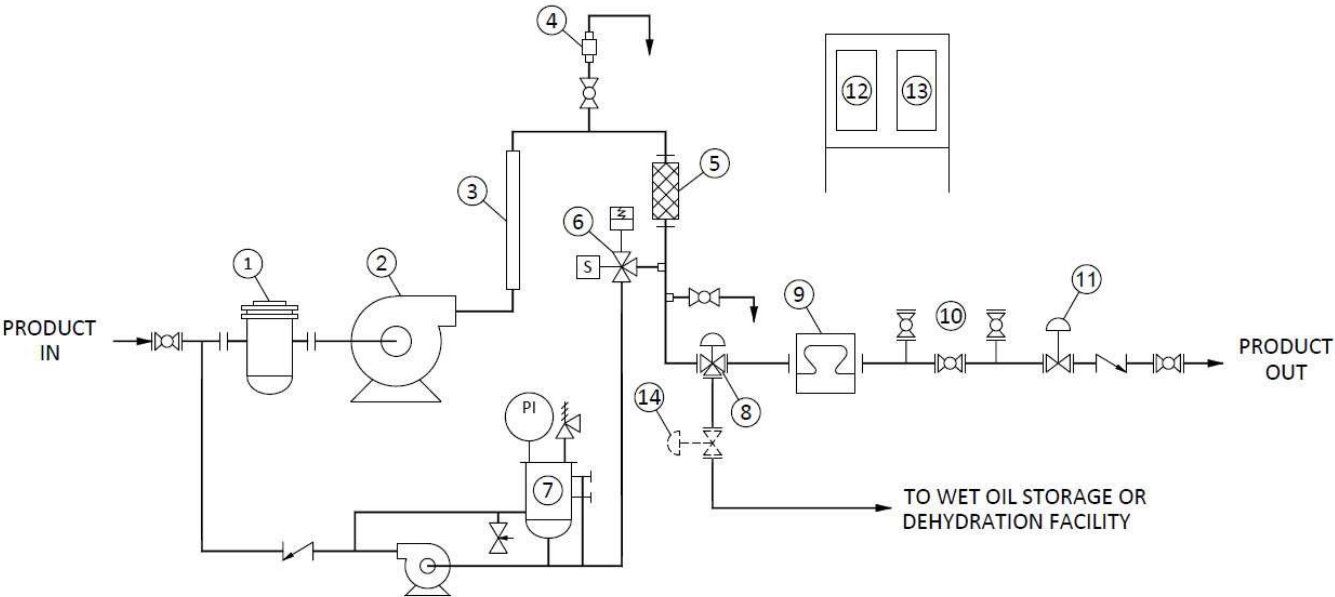 4
12
13
5
3
6
S
1
2
9
11
10
PRODUCT
IN
PRODUCT
OUT
14
8
PI
7
TO WET OIL STORAGE OR
DEHYDRATION FACILITY